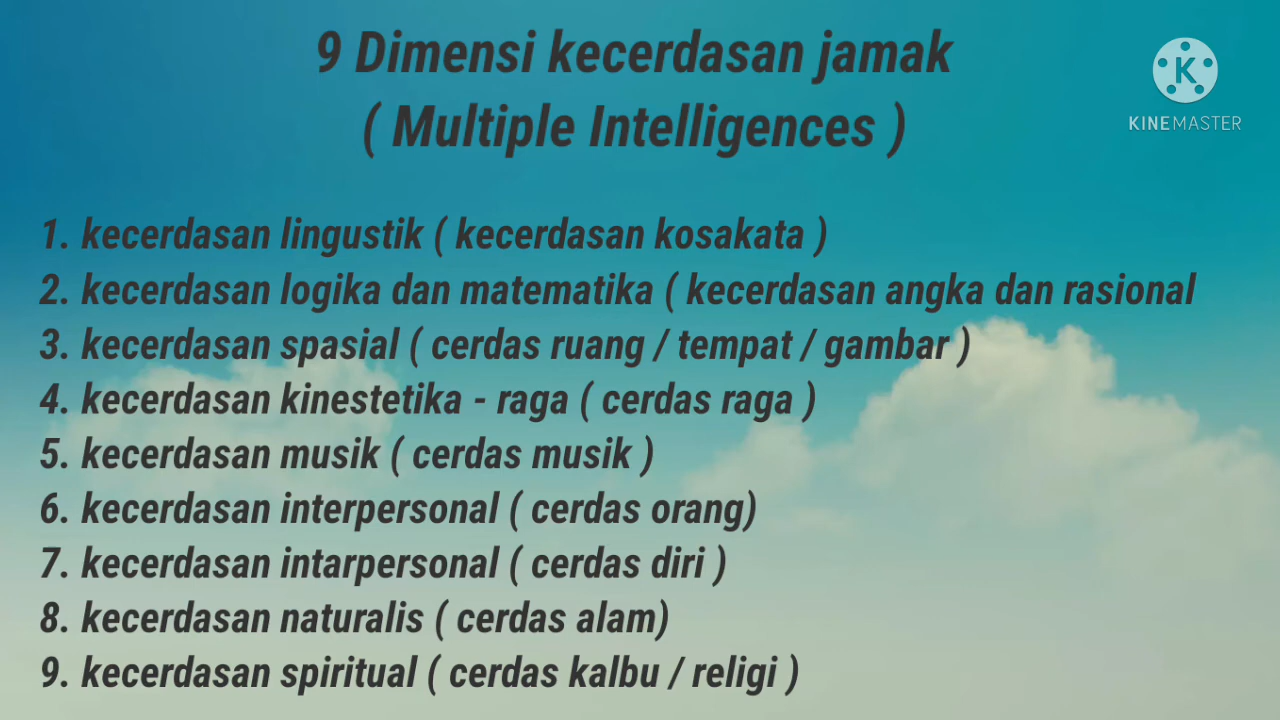 9 Dimensi kecerdasan jamak
( Multiple Intelligences )
KINEMASTER
1. kecerdasan lingustik ( kecerdasan kosakata )
2. kecerdasan logika dan matematika ( kecerdasan angka dan rasional
3. kecerdasan spasial ( cerdas ruang / tempat / gambar )
4. kecerdasan kinestetika - raga ( cerdas raga )
5. kecerdasan musik ( cerdas musik )
6. kecerdasan interpersonal ( cerdas orang)
7. kecerdasan intarpersonal ( cerdas diri )
8. kecerdasan naturalis ( cerdas alam)
9. kecerdasan spiritual ( cerdas kalbu / religi )